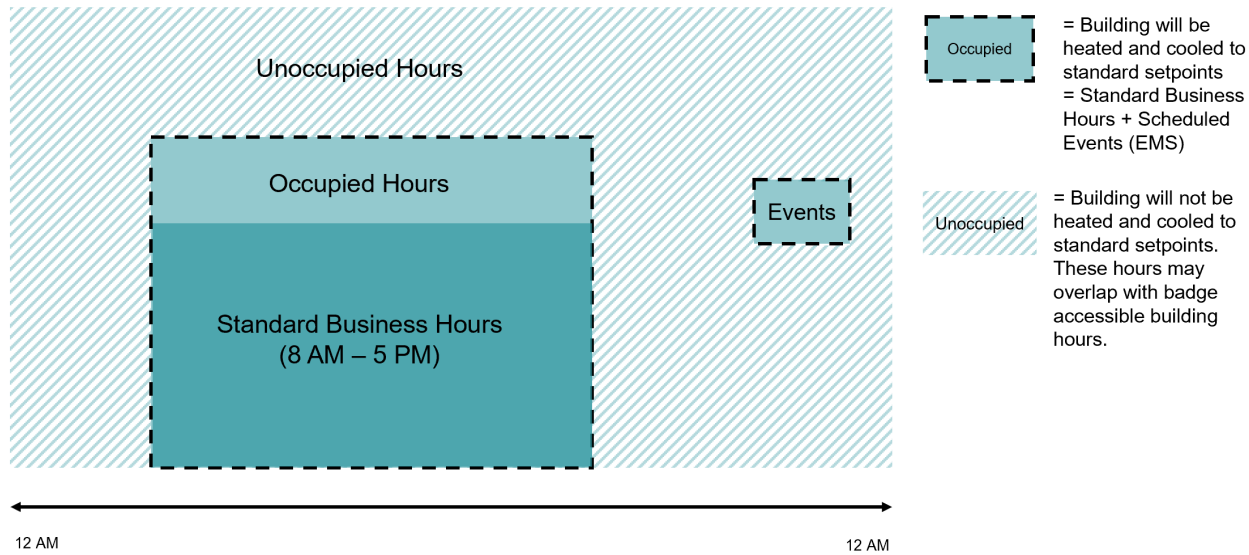 Unoccupied Hours
Occupied Hours
Standard Business Hours
(8 AM – 5 PM)
Events
12 AM
12 AM
Occupied
= Building will be
heated and cooled to
standard setpoints
= Standard Business
Hours + Scheduled
Events (EMS)
Unoccupied
= Building will not be
heated and cooled to
standard setpoints.
These hours may
overlap with badge
accessible building
hours.